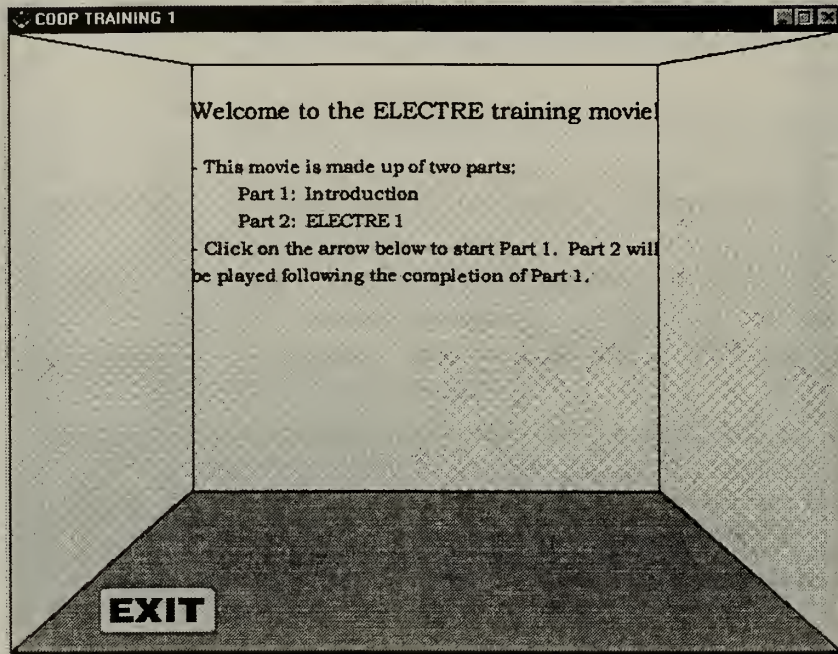 COOP TRAINING 1
Welcome to the ELECTRE training movie!
- This movie is made up of two parts:
Part 1: Introduction
Part 2: ELECTRE 1
- Click on the arrow below to start Part 1. Part 2 will
be played following the completion of Part 1.
EXIT